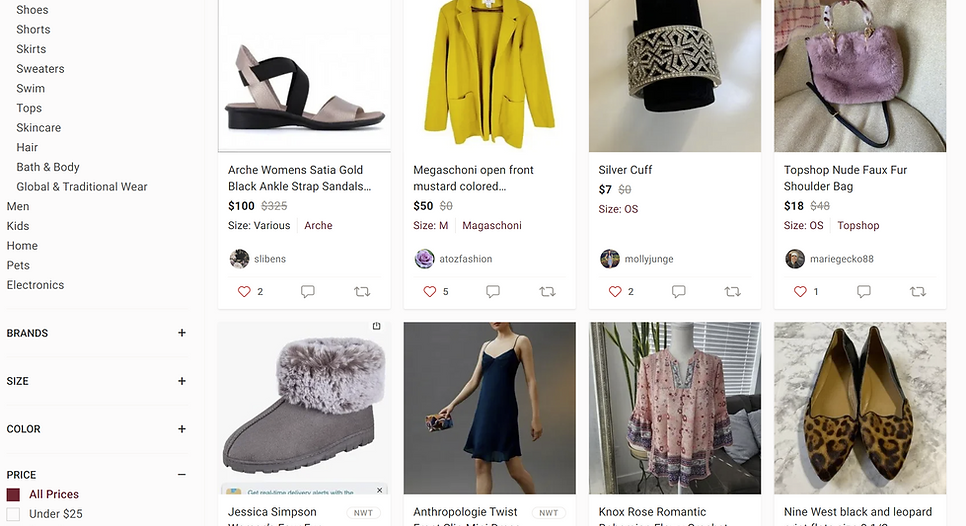 Shoes
Shorts
Skirts
Sweaters
Swim
Tops
Skincare
Hair
Bath & Body
Global & Traditional Wear
Men
Kids
Home
Pets
Electronics
BRANDS +
SIZE +
COLOR +
PRICE −
All Prices
Under $25
Arche Womens Satia Gold
Black Ankle Strap Sandals...
$100 $325
Size: Various Arche
slibens
2
Megaschoni open front
mustard colored...
$50 $0
Size: M Magaschoni
atozfashion
5
Silver Cuff
$7 $0
Size: OS
mollyjunge
2
Topshop Nude Faux Fur
Shoulder Bag
$18 $48
Size: OS Topshop
mariegecko88
1
Get real-time delivery alerts with the
Jessica Simpson NWT
Anthropologie Twist NWT
Knox Rose Romantic
Nine West black and leopard